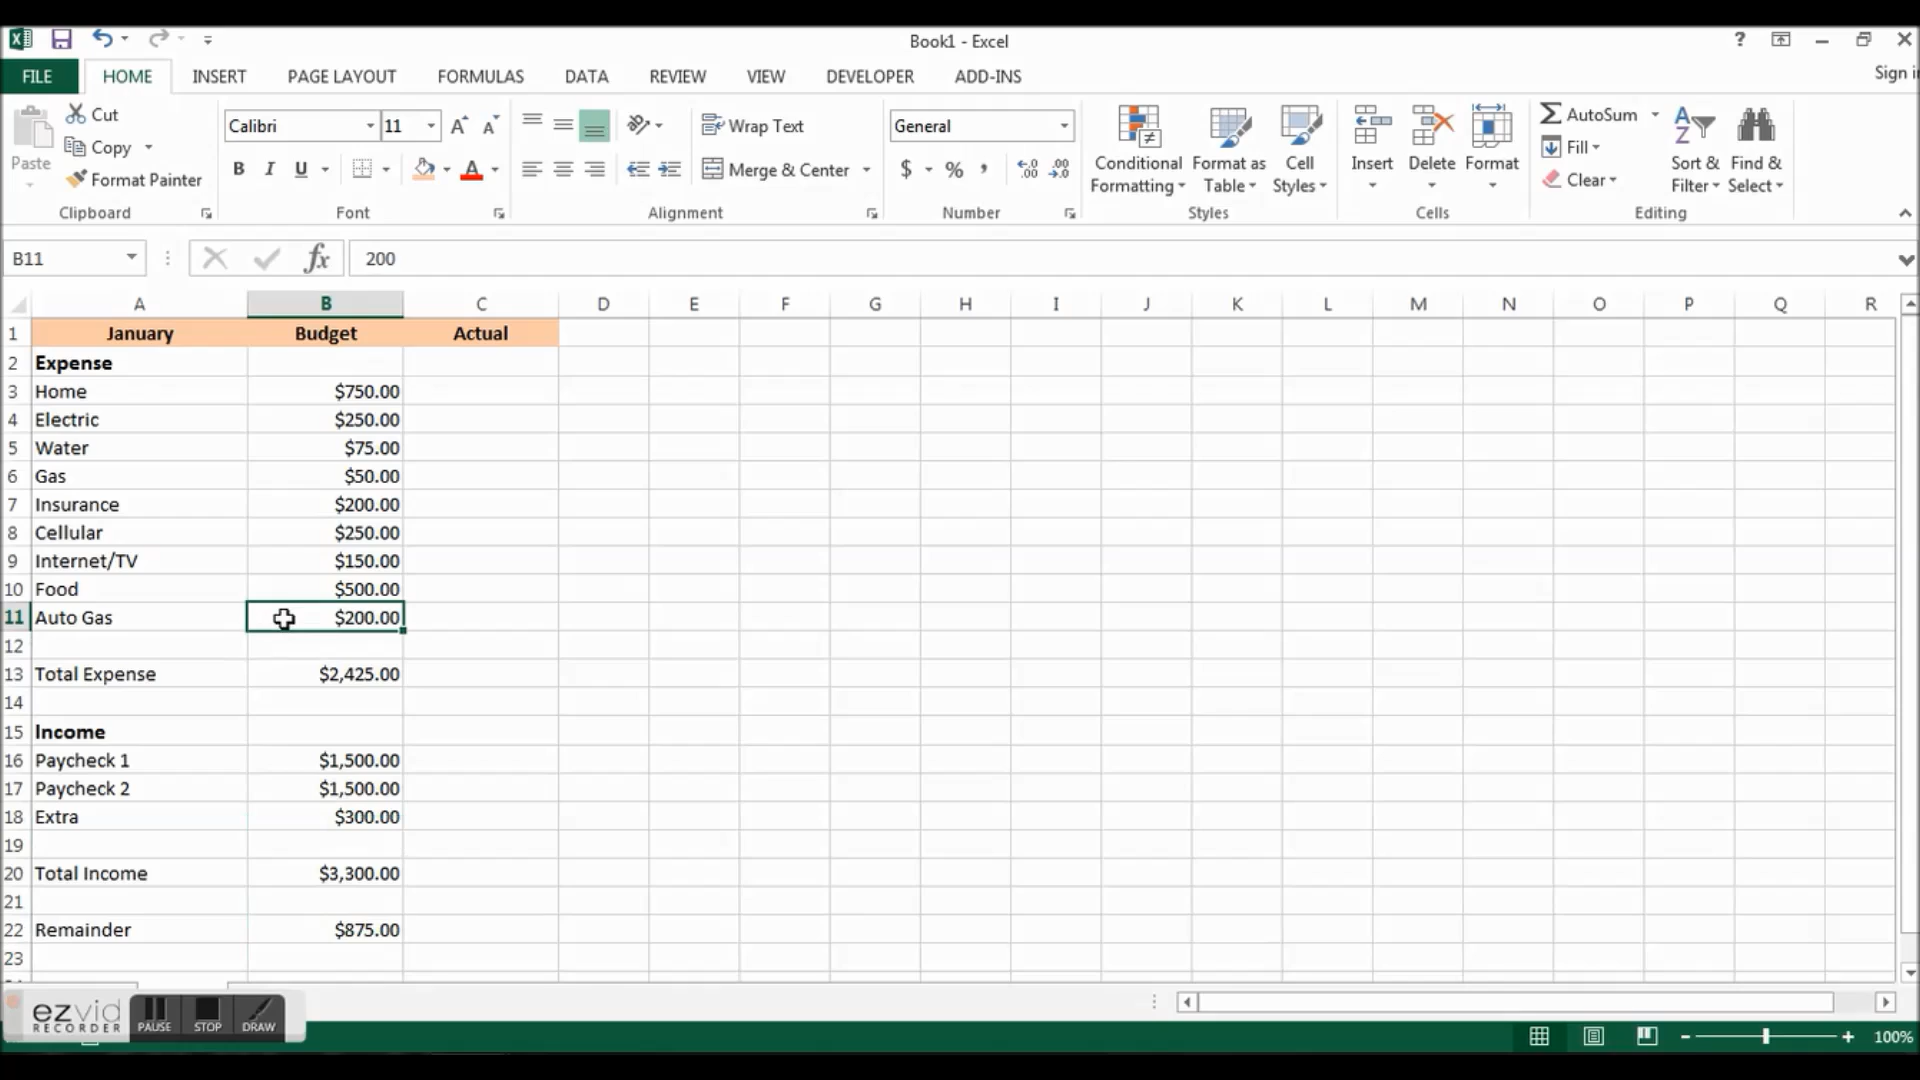 Book1 - Excel
?
FILE HOME INSERT PAGE LAYOUT FORMULAS DATA REVIEW VIEW DEVELOPER ADD-INS
Sign i
Paste
Cut
Copy
Format Painter
Clipboard
Calibri 11
B I U
Font
Wrap Text
Merge & Center
Alignment
General
$ % ,
Number
Conditional Formatting
Format as Table
Cell Styles
Styles
Insert
Delete
Format
Cells
AutoSum
Fill
Clear
Sort & Filter
Find & Select
Editing
B11 fx 200
A B C D E F G H I J K L M N O P Q R
1 January Budget Actual
2 Expense
3 Home $750.00
4 Electric $250.00
5 Water $75.00
6 Gas $50.00
7 Insurance $200.00
8 Cellular $250.00
9 Internet/TV $150.00
10 Food $500.00
11 Auto Gas $200.00
12
13 Total Expense $2,425.00
14
15 Income
16 Paycheck 1 $1,500.00
17 Paycheck 2 $1,500.00
18 Extra $300.00
19
20 Total Income $3,300.00
21
22 Remainder $875.00
23
ezvid
RECORDER
PAUSE STOP DRAW
100%